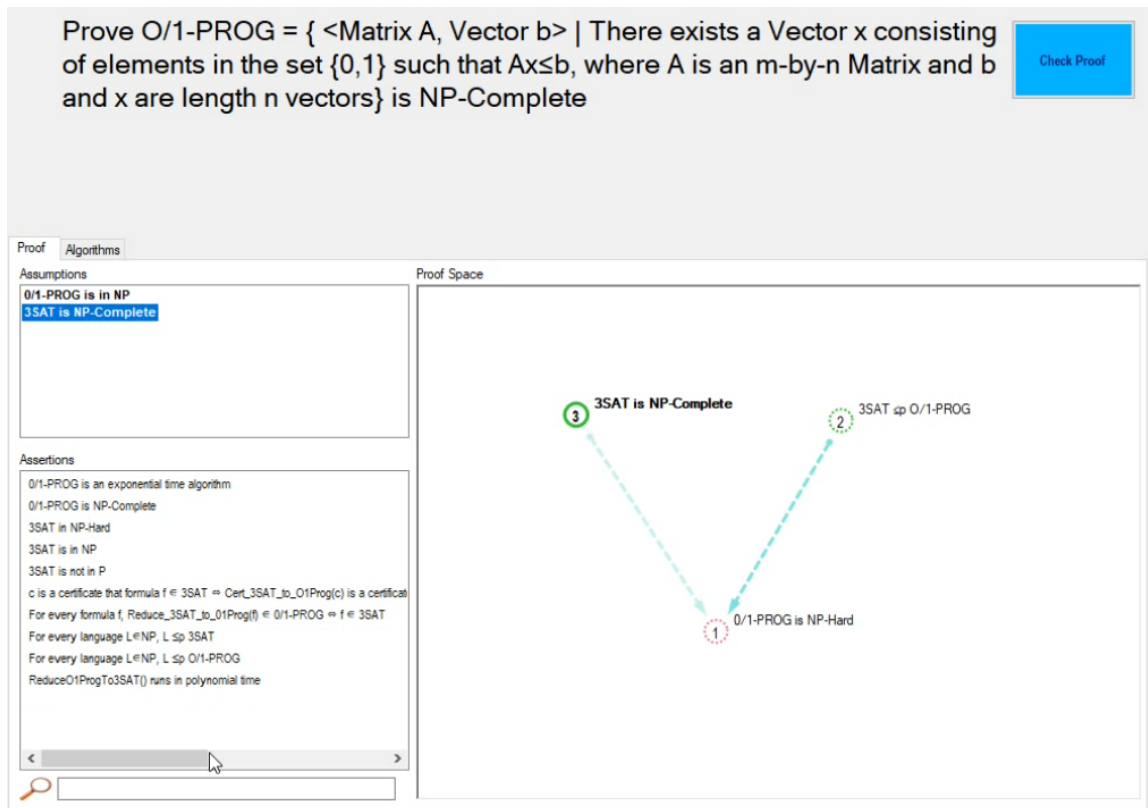 Prove O/1-PROG = { <Matrix A, Vector b> | There exists a Vector x consisting
of elements in the set {0,1} such that Ax≤b, where A is an m-by-n Matrix and b
and x are length n vectors} is NP-Complete
Check Proof
Proof
Algorithms
Assumptions
0/1-PROG is in NP
3SAT is NP-Complete
Assertions
0/1-PROG is an exponential time algorithm
0/1-PROG is NP-Complete
3SAT in NP-Hard
3SAT is in NP
3SAT is not in P
c is a certificate that formula f ∈ 3SAT ⇔ Cert_3SAT_to_O1Prog(c) is a certificat
For every formula f, Reduce_3SAT_to_01Prog(f) ∈ 0/1-PROG ⇔ f ∈ 3SAT
For every language L∈NP, L ≤p 3SAT
For every language L∈NP, L ≤p O/1-PROG
ReduceO1ProgTo3SAT() runs in polynomial time
Proof Space
3 3SAT is NP-Complete
2 3SAT ≤p O/1-PROG
1 0/1-PROG is NP-Hard